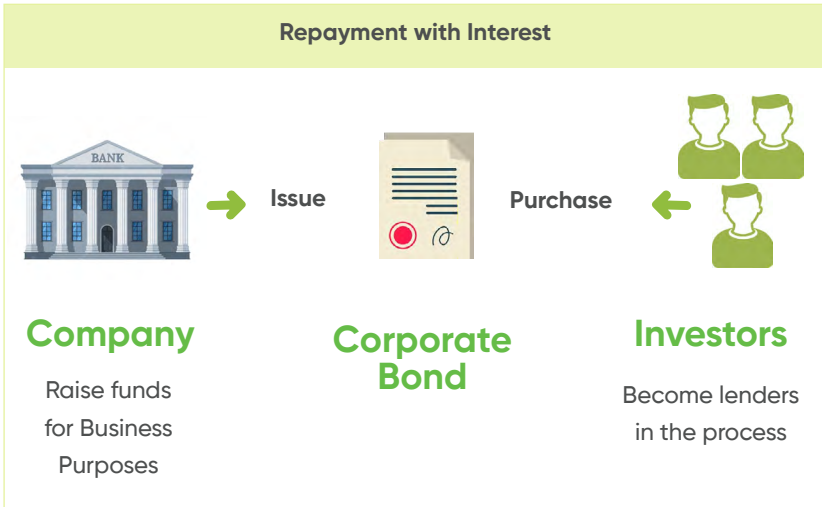 Repayment with Interest
BANK
Issue
Purchase
Company
Raise funds
for Business
Purposes
Corporate
Bond
Investors
Become lenders
in the process